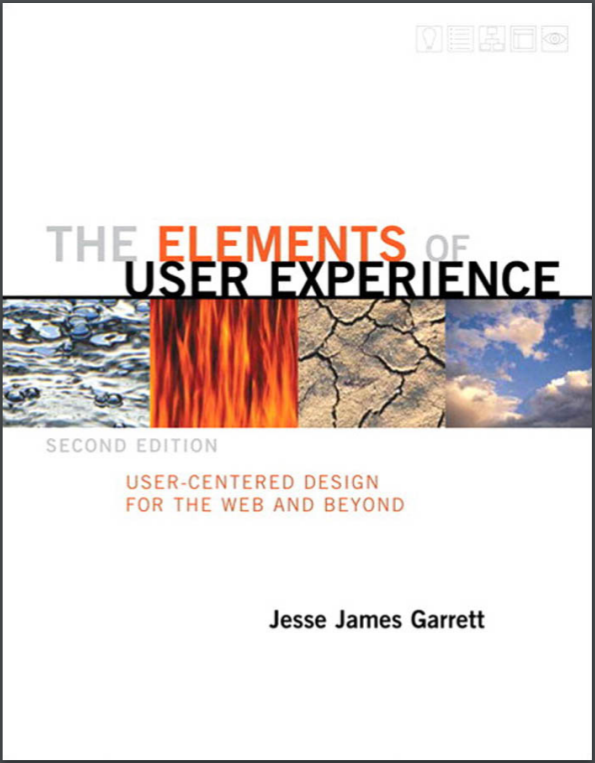 THE ELEMENTS OF
USER EXPERIENCE
SECOND EDITION
USER-CENTERED DESIGN
FOR THE WEB AND BEYOND
Jesse James Garrett